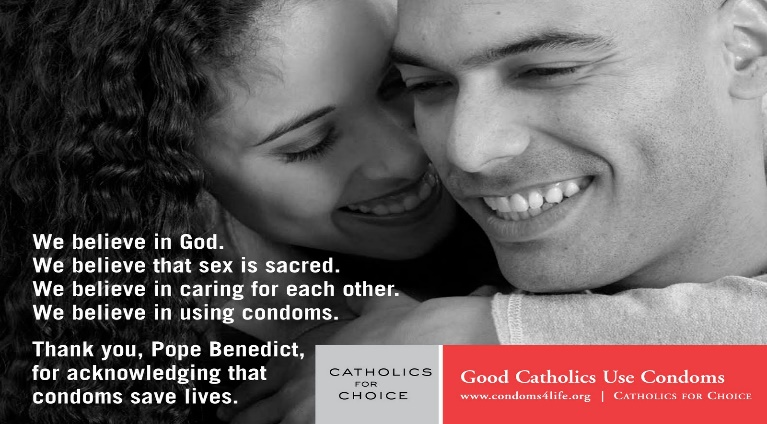 We believe in God.
We believe that sex is sacred.
We believe in caring for each other.
We believe in using condoms.
Thank you, Pope Benedict,
for acknowledging that
condoms save lives.
CATHOLICS
FOR
CHOICE
Good Catholics Use Condoms
www.condoms4life.org | CATHOLICS FOR CHOICE